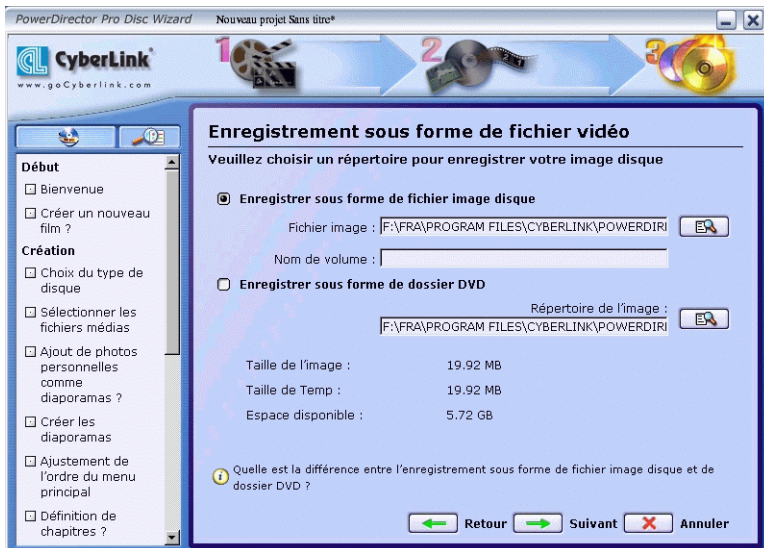 PowerDirector Pro Disc Wizard Nouveau projet Sans titre*
CyberLink
www.goCyberlink.com
1
2
3
Début
Bienvenue
Créer un nouveau
film ?
Création
Choix du type de
disque
Sélectionner les
fichiers médias
Ajout de photos
personnelles
comme
diaporamas ?
Créer les
diaporamas
Ajustement de
l'ordre du menu
principal
Définition de
chapitres ?
Enregistrement sous forme de fichier vidéo
Veuillez choisir un répertoire pour enregistrer votre image disque
Enregistrer sous forme de fichier image disque
Fichier image : F:\FRA\PROGRAM FILES\CYBERLINK\POWERDIRI
Nom de volume :
Enregistrer sous forme de dossier DVD
Répertoire de l'image :
F:\FRA\PROGRAM FILES\CYBERLINK\POWERDIRI
Taille de l'image : 19.92 MB
Taille de Temp : 19.92 MB
Espace disponible : 5.72 GB
Quelle est la différence entre l'enregistrement sous forme de fichier image disque et de
dossier DVD ?
Retour Suivant Annuler